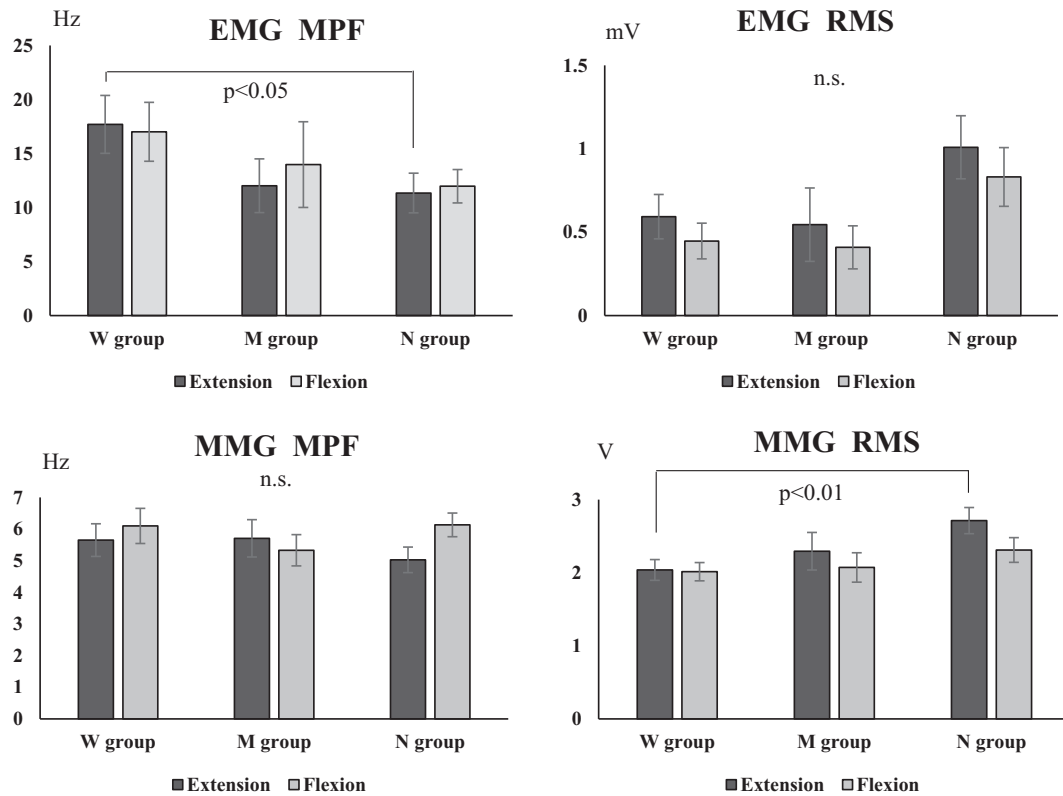 EMG MPF
Hz
25
20
15
10
5
0
p<0.05
W group M group N group
Extension Flexion
EMG RMS
mV
1.5
1
0.5
0
n.s.
W group M group N group
Extension Flexion
MMG MPF
Hz
n.s.
7
6
5
4
3
2
1
0
W group M group N group
Extension Flexion
MMG RMS
V
p<0.01
3
2
1
0
W group M group N group
Extension Flexion